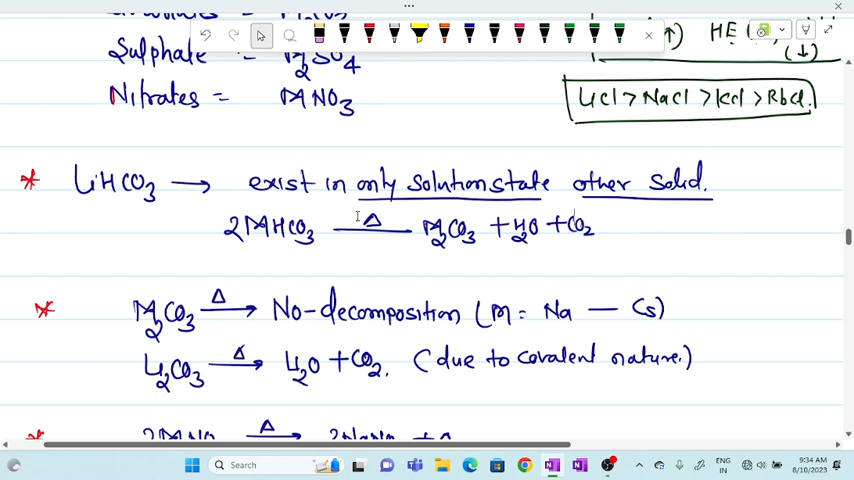 Sulphate = M2SO4
HE (↓)
Nitrates = MNO3
LiCl > NaCl > KCl > RbCl.
* LiHCO3 → exist in only solution state other solid.
2MHCO3 Δ→ M2CO3 + H2O + CO2
* M2CO3 Δ→ No-decomposition (M = Na — Cs)
Li2CO3 Δ→ Li2O + CO2. (due to covalent nature.)
Search
ENG
IN
9:34 AM
8/10/2023